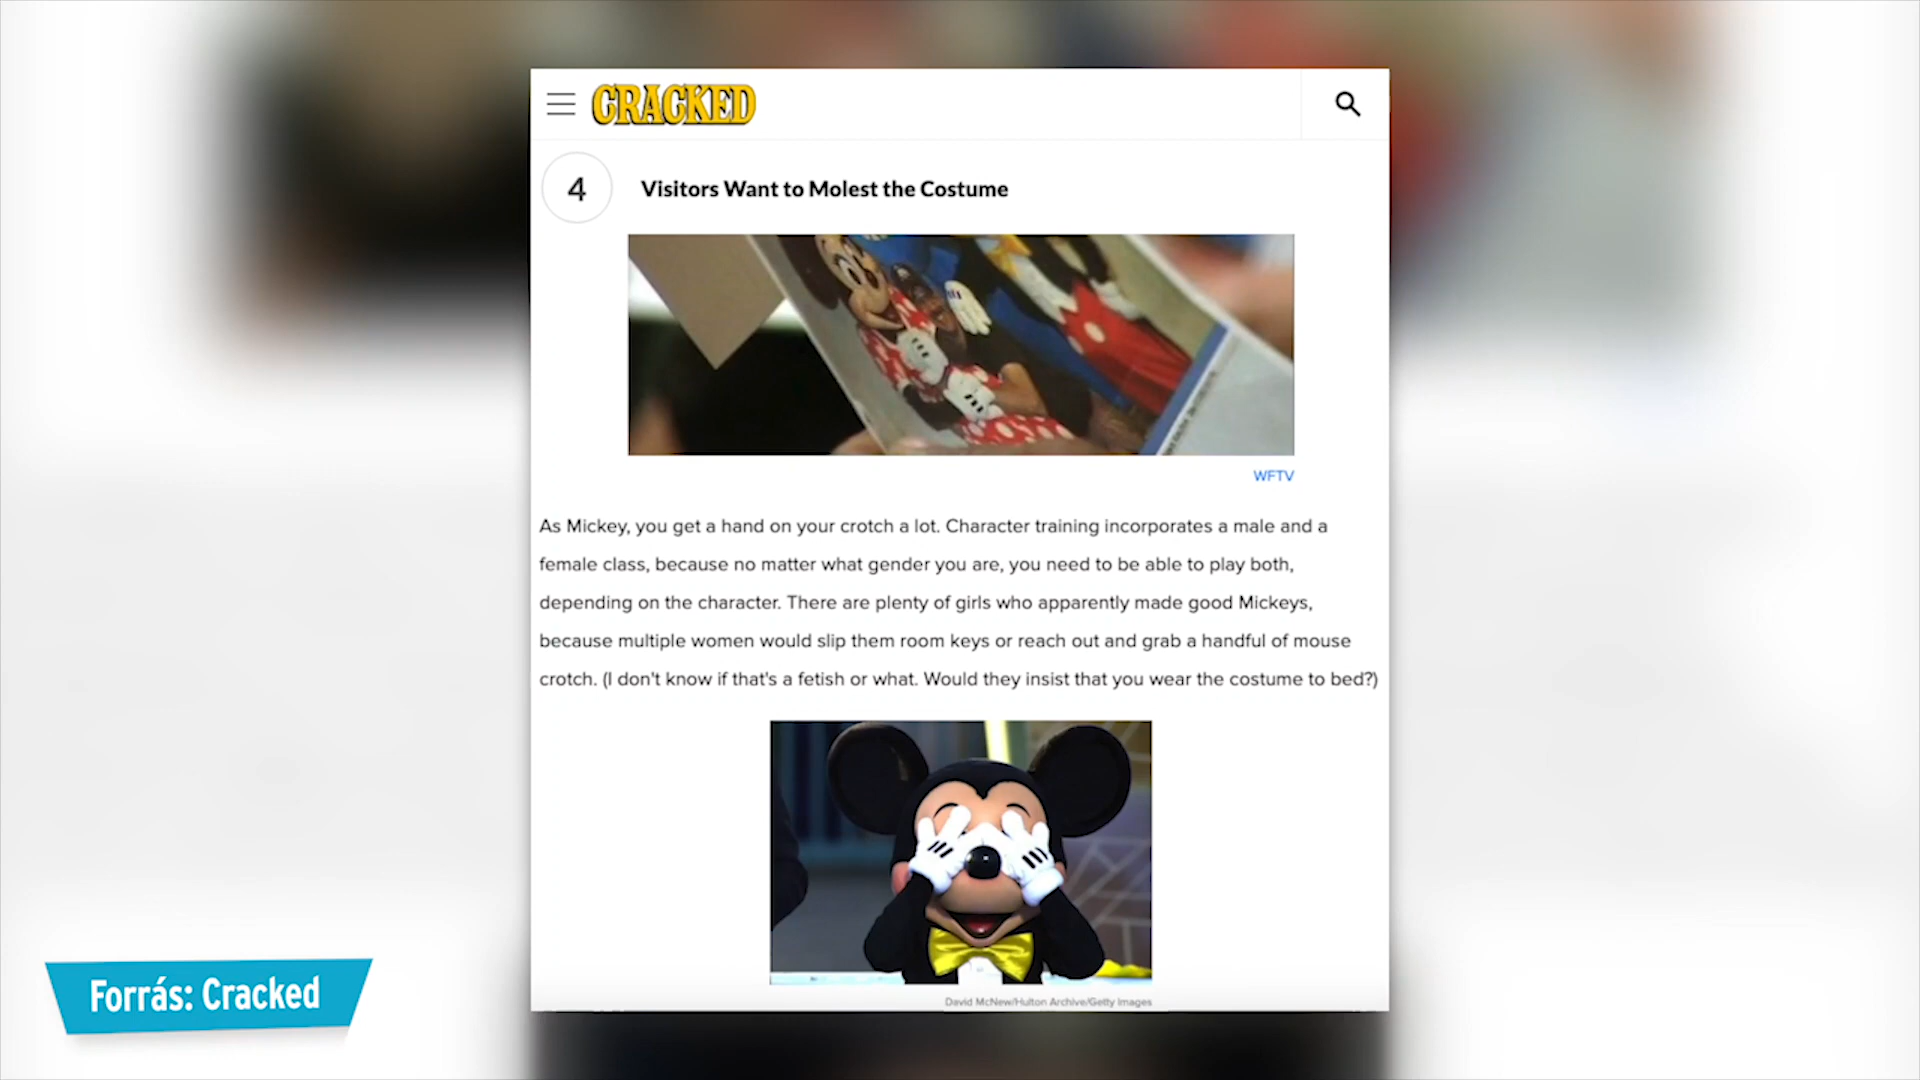 CRACKED
4
Visitors Want to Molest the Costume
WFTV
As Mickey, you get a hand on your crotch a lot. Character training incorporates a male and a
female class, because no matter what gender you are, you need to be able to play both,
depending on the character. There are plenty of girls who apparently made good Mickeys,
because multiple women would slip them room keys or reach out and grab a handful of mouse
crotch. (I don't know if that's a fetish or what. Would they insist that you wear the costume to bed?)
David McNew/Hulton Archive/Getty Images
Forrás: Cracked